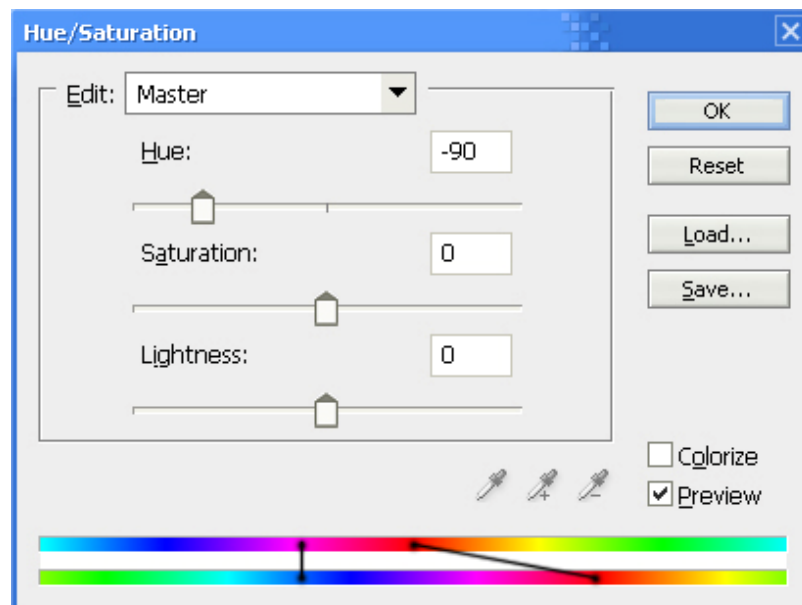 Hue/Saturation
Edit: Master
OK
Hue: -90
Reset
Load...
Saturation: 0
Save...
Lightness: 0
Colorize
Preview